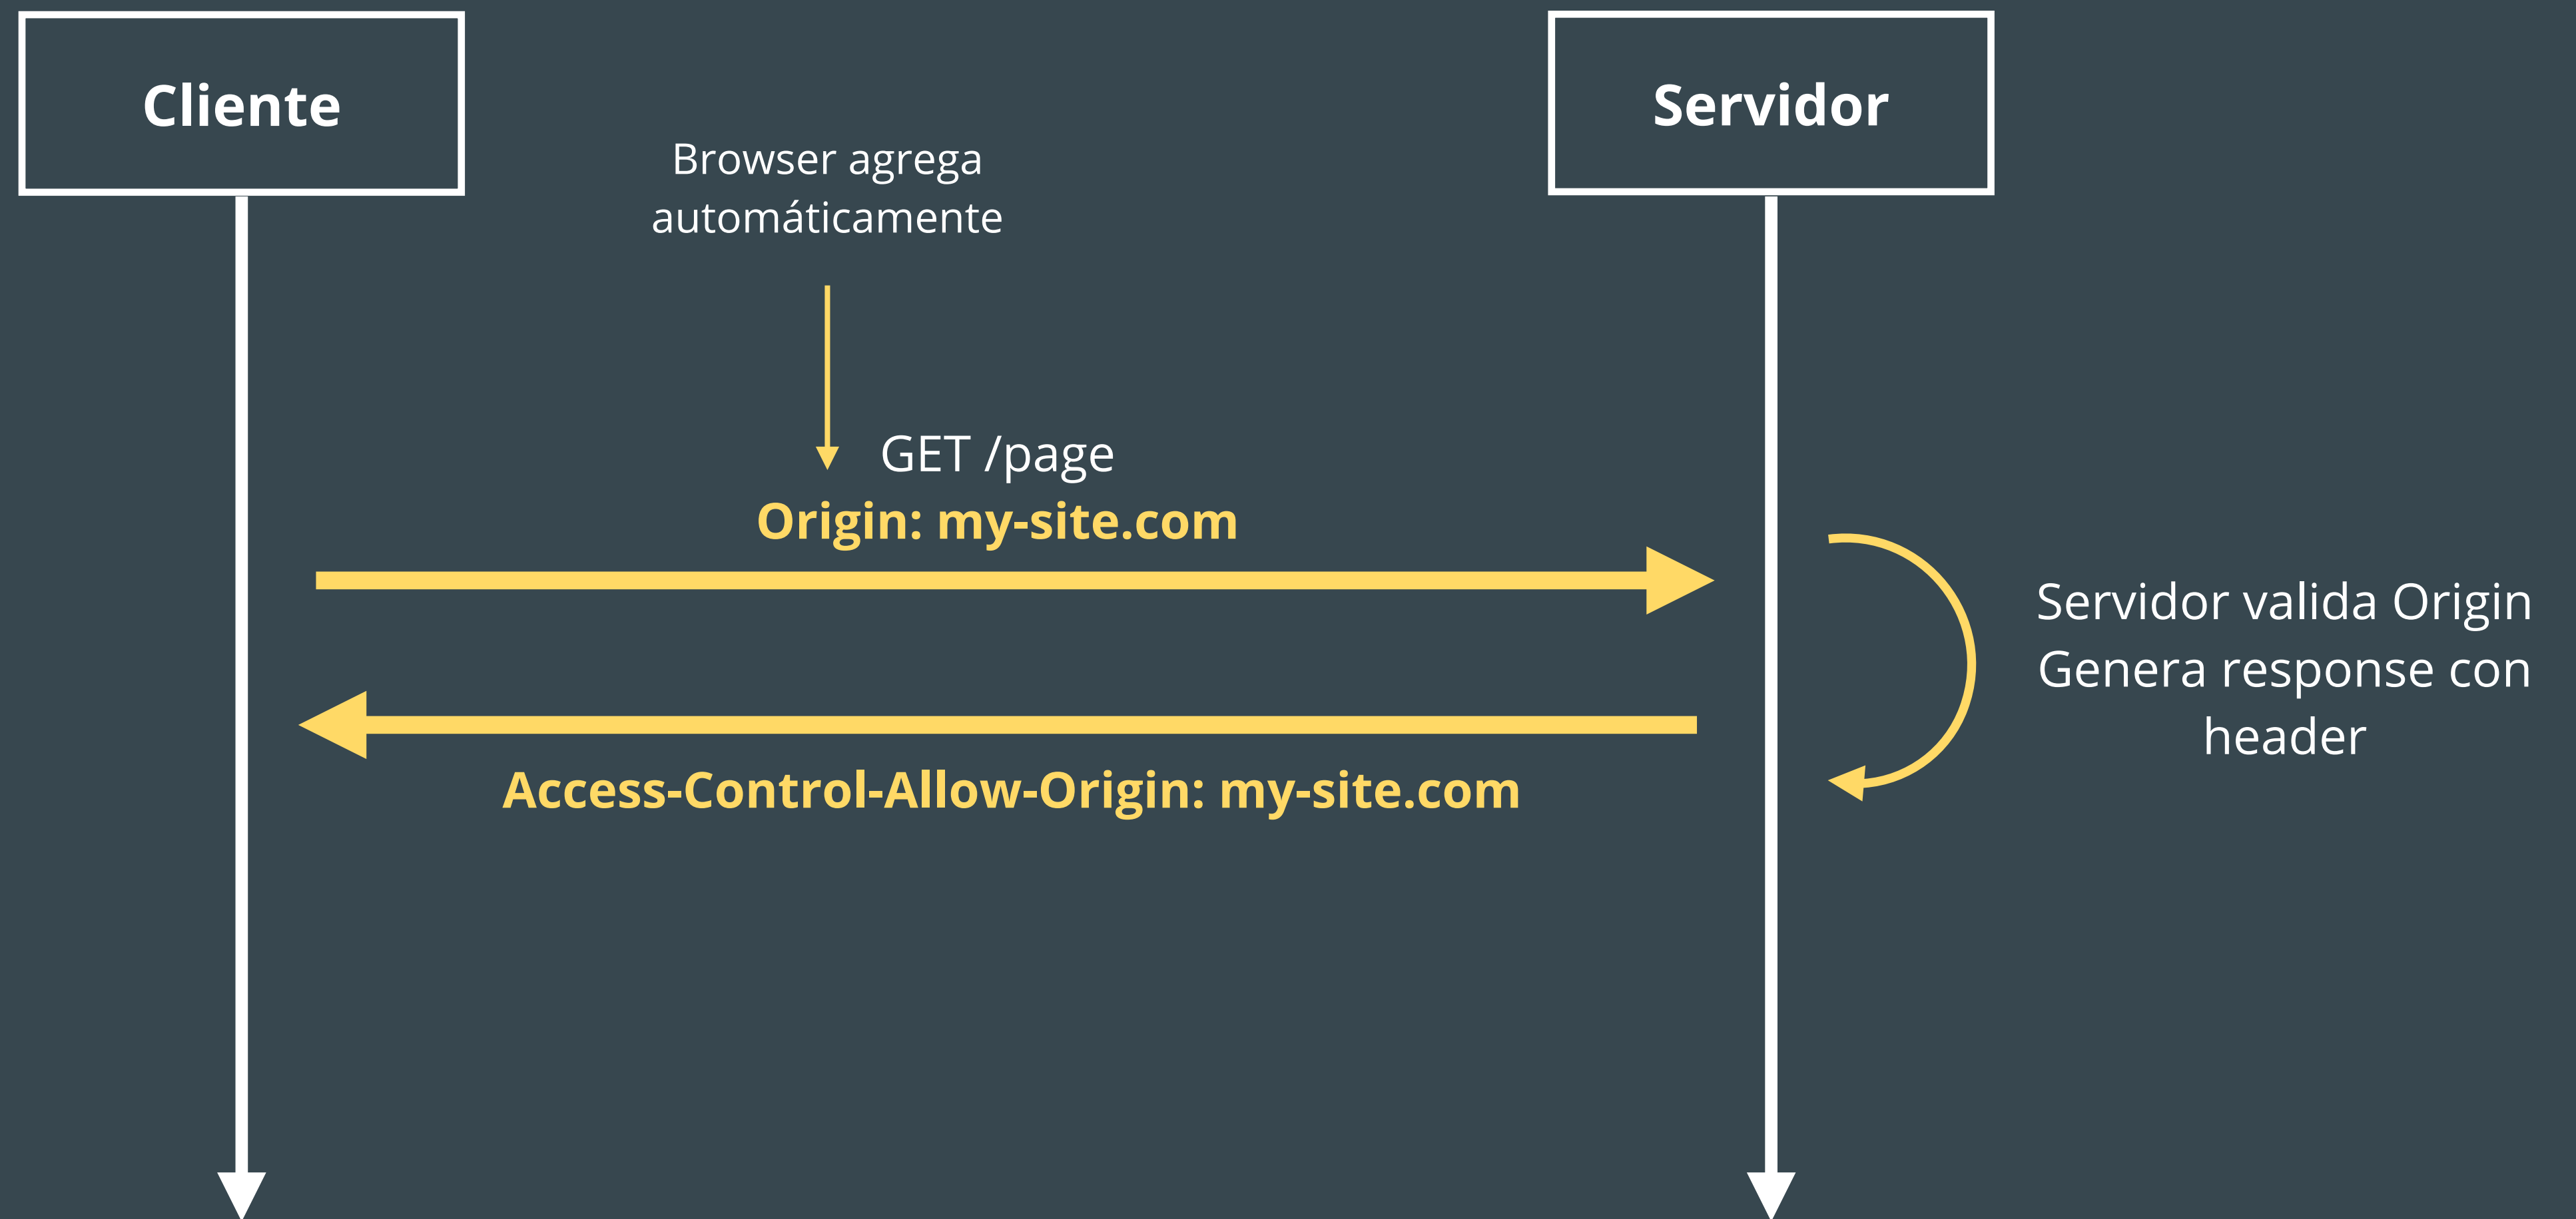 Cliente
Servidor
Browser agrega
automáticamente
GET /page
Origin: my-site.com
Servidor valida Origin
Genera response con
header
Access-Control-Allow-Origin: my-site.com